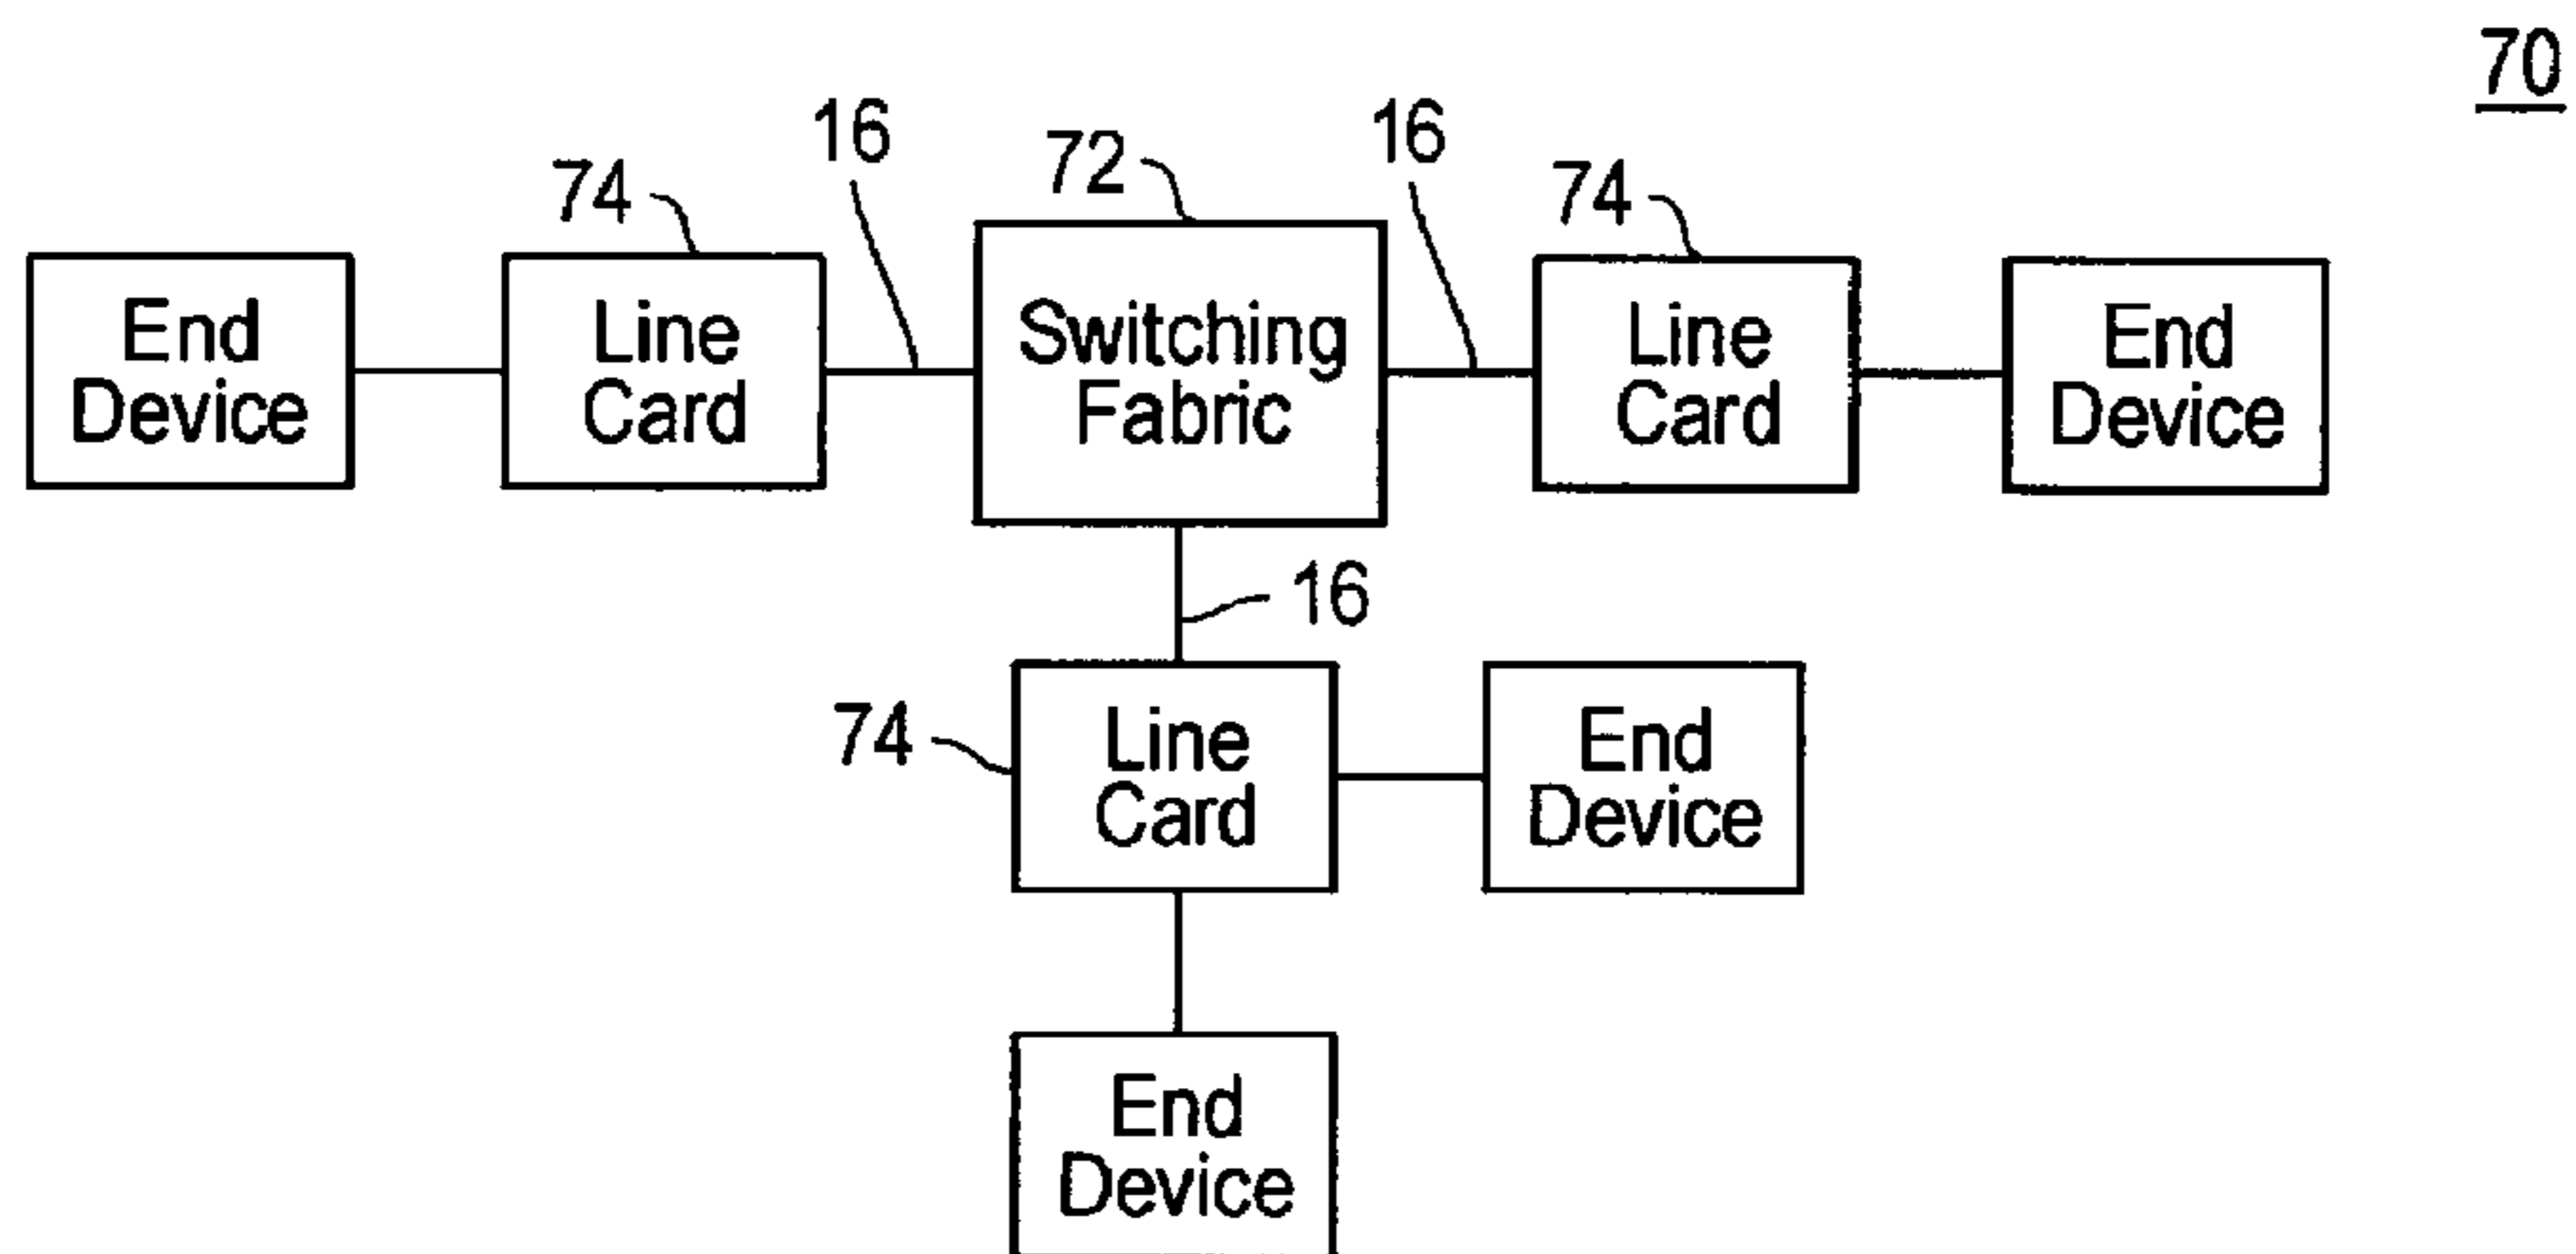 70
16
72
16
74
74
End
Device
Line
Card
Switching
Fabric
Line
Card
End
Device
16
74
Line
Card
End
Device
End
Device